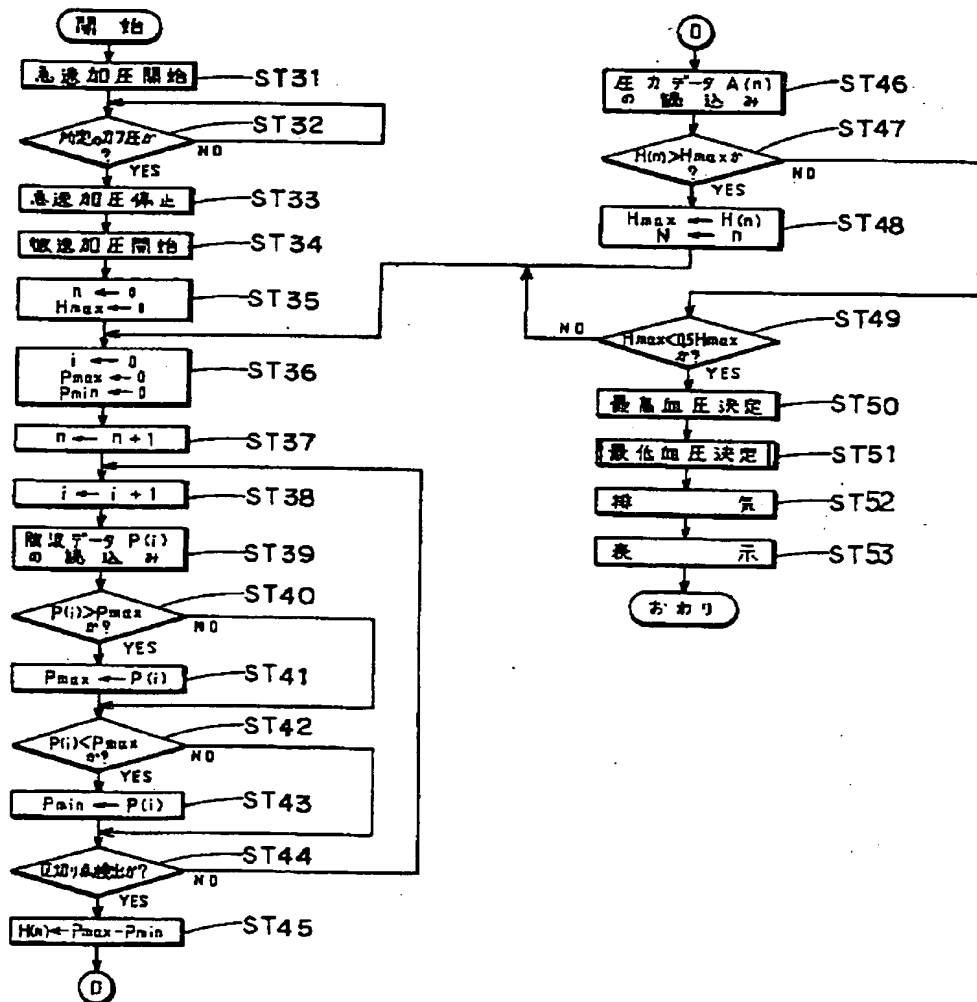 開始
急速加圧開始
ST31
所定のカフ圧か
?
ST32
NO
YES
急速加圧停止
ST33
微速加圧開始
ST34
n ← 0
Hmax ← 0
ST35
i ← 0
Pmax ← 0
Pmin ← 0
ST36
n ← n+1
ST37
i ← i+1
ST38
脈波データ P(i)
の読込み
ST39
P(i)>Pmax
か?
ST40
NO
YES
Pmax ← P(i)
ST41
P(i)<Pmax
か?
ST42
NO
YES
Pmin ← P(i)
ST43
区切り点検出か?
ST44
NO
YES
H(n)←Pmax-Pmin
ST45
D
D
圧力データ A(n)
の読込み
ST46
H(n)>Hmaxか
?
ST47
NO
YES
Hmax ← H(n)
N ← n
ST48
Hmax<0.5Hmax
か?
ST49
NO
YES
最高血圧決定
ST50
最低血圧決定
ST51
排気
ST52
表示
ST53
おわり